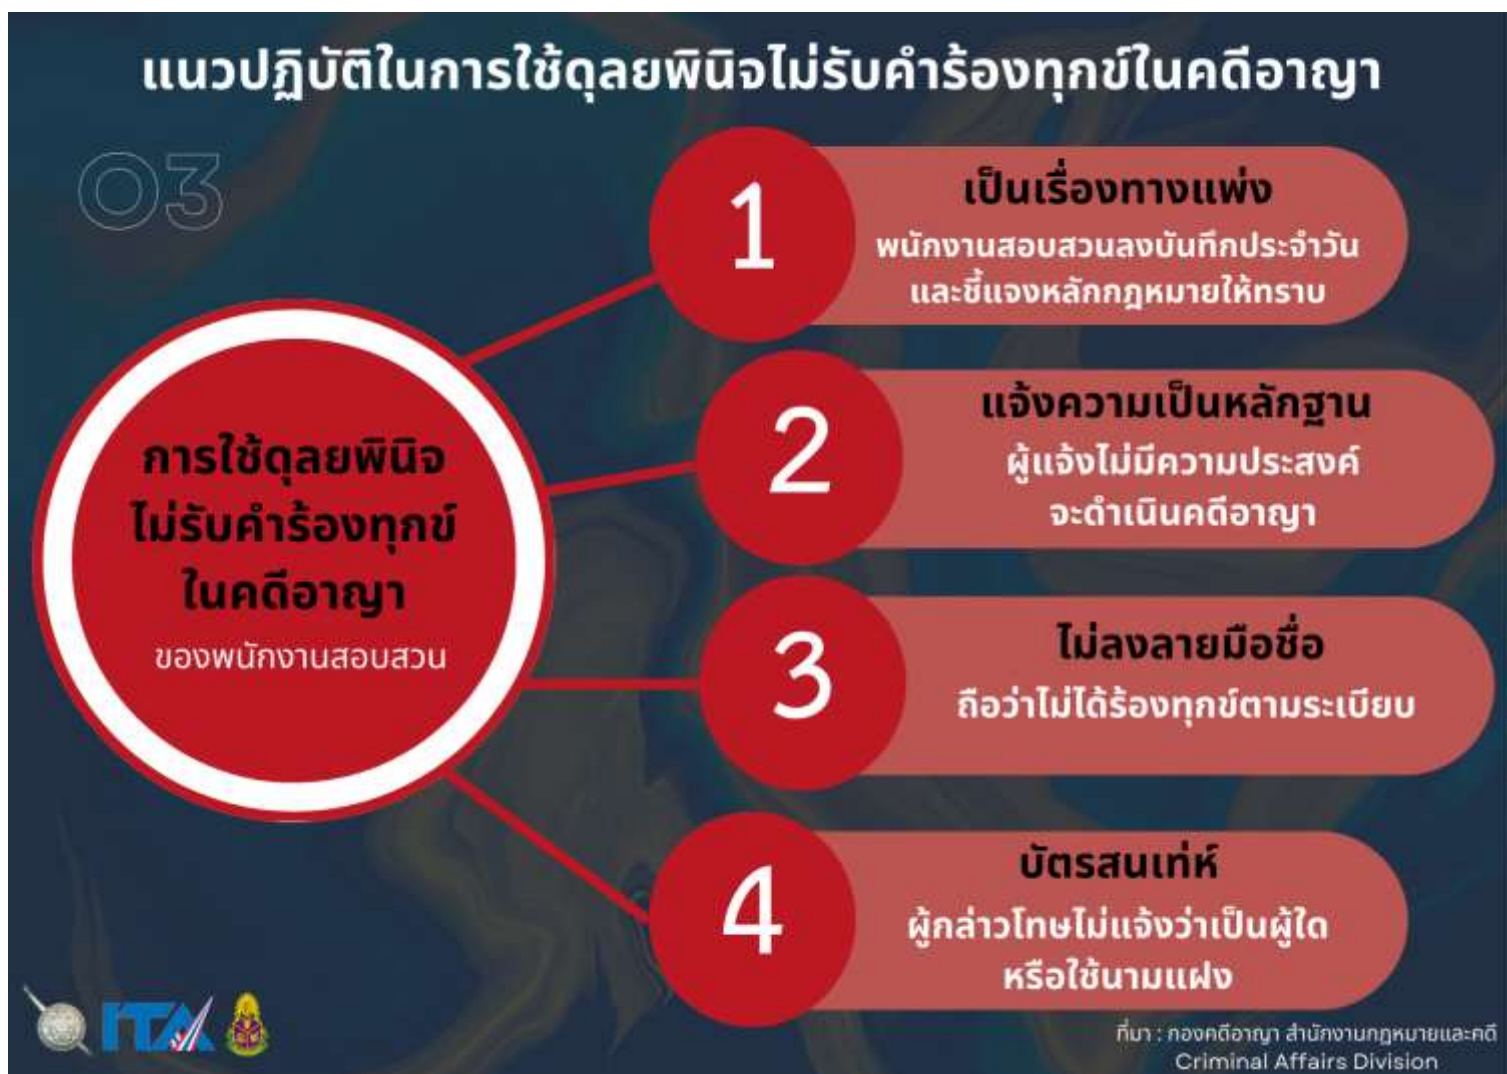 แนวปฏิบัติในการใช้ดุลยพินิจไม่รับคำร้องทุกข์ในคดีอาญา
03
การใช้ดุลยพินิจ
ไม่รับคำร้องทุกข์
ในคดีอาญา
ของพนักงานสอบสวน
1
เป็นเรื่องทางแพ่ง
พนักงานสอบสวนลงบันทึกประจำวัน
และชี้แจงหลักกฎหมายให้ทราบ
2
แจ้งความเป็นหลักฐาน
ผู้แจ้งไม่มีความประสงค์
จะดำเนินคดีอาญา
3
ไม่ลงลายมือชื่อ
ถือว่าไม่ได้ร้องทุกข์ตามระเบียบ
4
บัตรสนเท่ห์
ผู้กล่าวโทษไม่แจ้งว่าเป็นผู้ใด
หรือใช้นามแฝง
ITA
ที่มา : กองคดีอาญา สำนักงานกฎหมายและคดี
Criminal Affairs Division